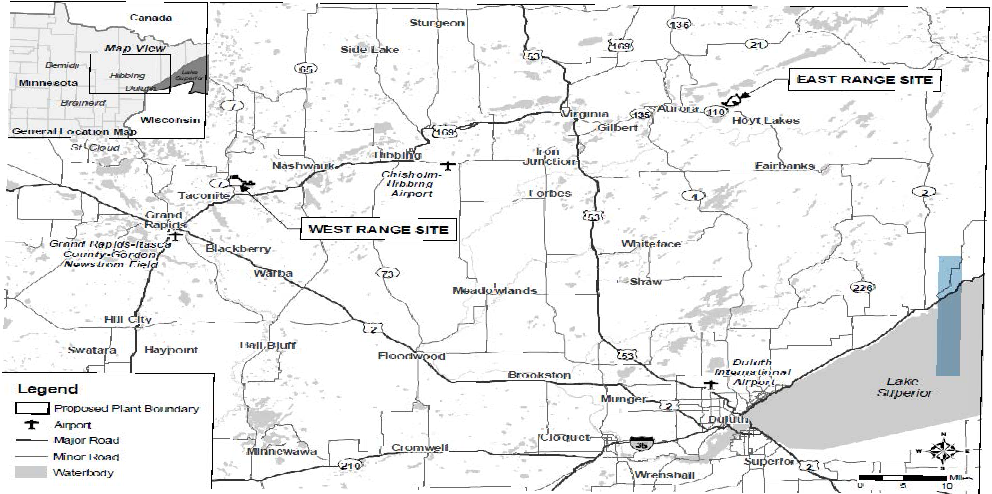 Canada
Map View
Bemidji
Hibbing
Minnesota
Duluth
Lake
Superior
Brainerd
Wisconsin
General Location Map
St. Cloud
Sturgeon
Side Lake
65
1
53
169
136
21
EAST RANGE SITE
Virginia
Gilbert
135
Aurora
110
Hoyt Lakes
169
Hibbing
Chisholm-
Hibbing
Airport
Nashwauk
Iron
Junction
Forbes
Fairbanks
4
2
Taconite
Grand
Rapids
Grand Rapids-Itasca
County-Gordon
Newstrom Field
WEST RANGE SITE
53
Blackberry
Warba
73
Whiteface
Shaw
Meadowlands
226
Hill City
2
Swatara
Haypoint
Ball Bluff
Floodwood
53
Duluth
International
Airport
Brookston
Munger
2
Duluth
Lake
Superior
Legend
Proposed Plant Boundary
Airport
Major Road
Minor Road
Waterbody
Minnewawa
210
Cromwell
Cloquet
35
Wrenshall
Superior
2
N
W
E
S
0
5
10